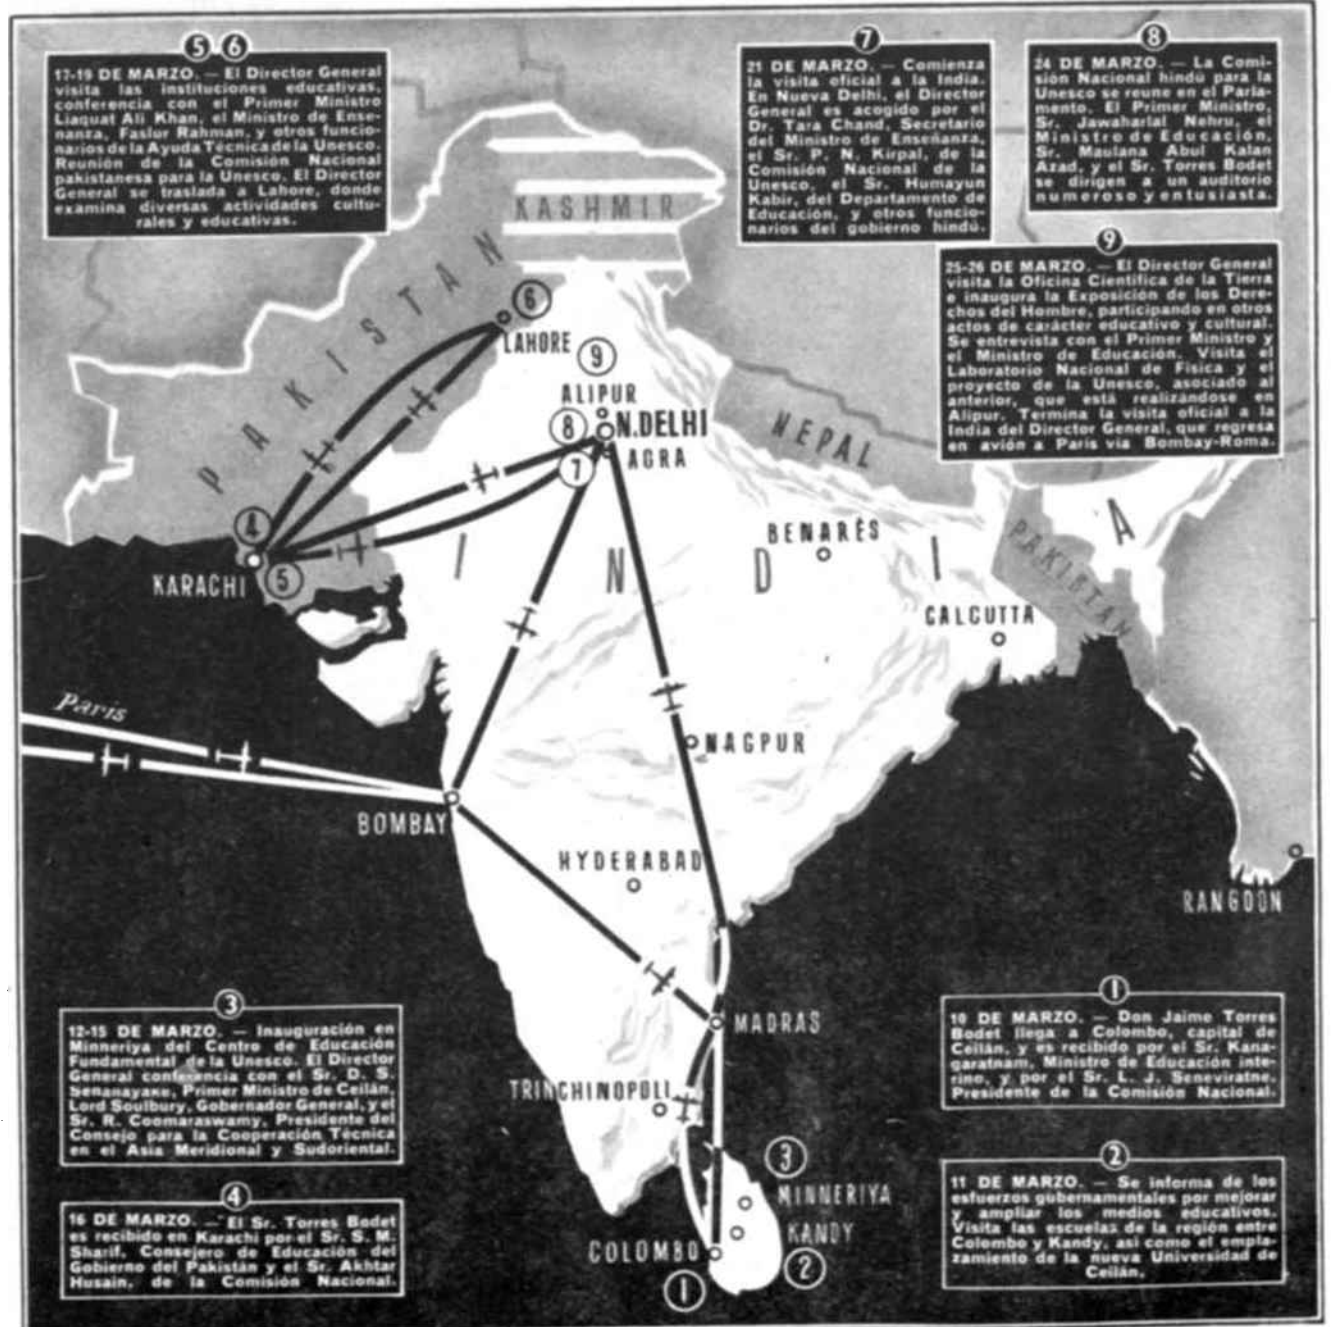 5 6
17-19 DE MARZO. — El Director General
visita las instituciones educativas,
conferencia con el Primer Ministro
Liaquat Ali Khan, el Ministro de Ense-
nanza, Faslur Rahman, y otros funcio-
narios de la Ayuda Técnica de la Unesco.
Reunión de la Comisión Nacional
pakistanesa para la Unesco. El Director
General se traslada a Lahore, donde
examina diversas actividades cultu-
rales y educativas.
7
21 DE MARZO. — Comienza
la visita oficial a la India.
En Nueva Delhi, el Director
General es acogido por el
Dr. Tara Chand, Secretario
del Ministro de Enseñanza,
el Sr. P. N. Kirpal, de la
Comisión Nacional de la
Unesco, el Sr. Humayun
Kabir, del Departamento de
Educación, y otros funcio-
narios del gobierno hindú.
8
24 DE MARZO. — La Comi-
sión Nacional hindú para la
Unesco se reune en el Parla-
mento. El Primer Ministro,
Sr. Jawaharlal Nehru, el
Ministro de Educación,
Sr. Maulana Abul Kalan
Azad, y el Sr. Torres Bodet
se dirigen a un auditorio
numeroso y entusiasta.
9
25-26 DE MARZO. — El Director General
visita la Oficina Científica de la Tierra
e inaugura la Exposición de los Dere-
chos del Hombre, participando en otros
actos de carácter educativo y cultural.
Se entrevista con el Primer Ministro y
el Ministro de Educación. Visita el
Laboratorio Nacional de Física y el
proyecto de la Unesco, asociado al
anterior, que está realizándose en
Alipur. Termina la visita oficial a la
India del Director General, que regresa
en avión a Paris via Bombay-Roma.
KASHMIR
PAKISTAN
6
LAHORE
9
ALIPUR
8
N.DELHI
7
AGRA
NEPAL
4
KARACHI
5
INDIA
BENARÉS
PAKISTAN
CALCUTTA
Paris
NAGPUR
BOMBAY
HYDERABAD
RANGOON
MADRAS
TRINCHINOPOLI
3
MINNERIYA
KANDY
2
COLOMBO
1
3
12-15 DE MARZO. — Inauguración en
Minneriya del Centro de Educación
Fundamental de la Unesco. El Director
General conferencia con el Sr. D. S.
Senanayake, Primer Ministro de Ceilán,
Lord Soulbury, Gobernador General, y el
Sr. R. Coomaraswamy, Presidente del
Consejo para la Cooperación Técnica
en el Asia Meridional y Sudoriental.
4
16 DE MARZO. — El Sr. Torres Bodet
es recibido en Karachi por el Sr. S. M.
Sharif, Consejero de Educación del
Gobierno del Pakistán y el Sr. Akhtar
Husain, de la Comisión Nacional.
1
10 DE MARZO. — Don Jaime Torres
Bodet llega a Colombo, capital de
Ceilán, y es recibido por el Sr. Kana-
garatnam, Ministro de Educación inte-
rino, y por el Sr. L. J. Seneviratne,
Presidente de la Comisión Nacional.
2
11 DE MARZO. — Se informa de los
esfuerzos gubernamentales por mejorar
y ampliar los medios educativos.
Visita las escuelas de la región entre
Colombo y Kandy, asi como el empla-
zamiento de la nueva Universidad de
Ceilán.